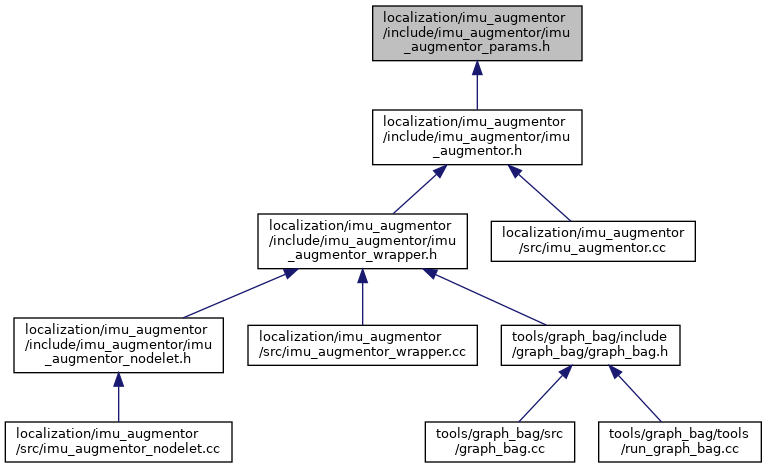 localization/imu_augmentor
/include/imu_augmentor/imu
_augmentor_params.h
localization/imu_augmentor
/include/imu_augmentor/imu
_augmentor.h
localization/imu_augmentor
/include/imu_augmentor/imu
_augmentor_wrapper.h
localization/imu_augmentor
/src/imu_augmentor.cc
localization/imu_augmentor
/include/imu_augmentor/imu
_augmentor_nodelet.h
localization/imu_augmentor
/src/imu_augmentor_wrapper.cc
tools/graph_bag/include
/graph_bag/graph_bag.h
localization/imu_augmentor
/src/imu_augmentor_nodelet.cc
tools/graph_bag/src
/graph_bag.cc
tools/graph_bag/tools
/run_graph_bag.cc